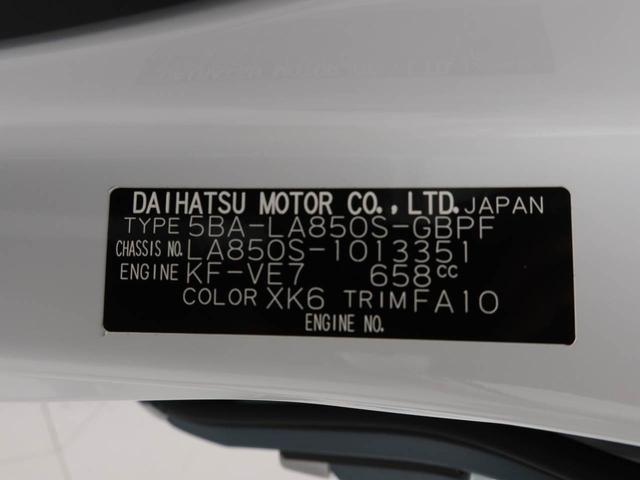 DAIHATSU MOTOR CO., LTD. JAPAN
TYPE 5BA-LA850S-GBPF
CHASSIS NO. LA850S-1013351
ENGINE KF-VE7 658cc
COLOR XK6 TRIM FA10
ENGINE NO.